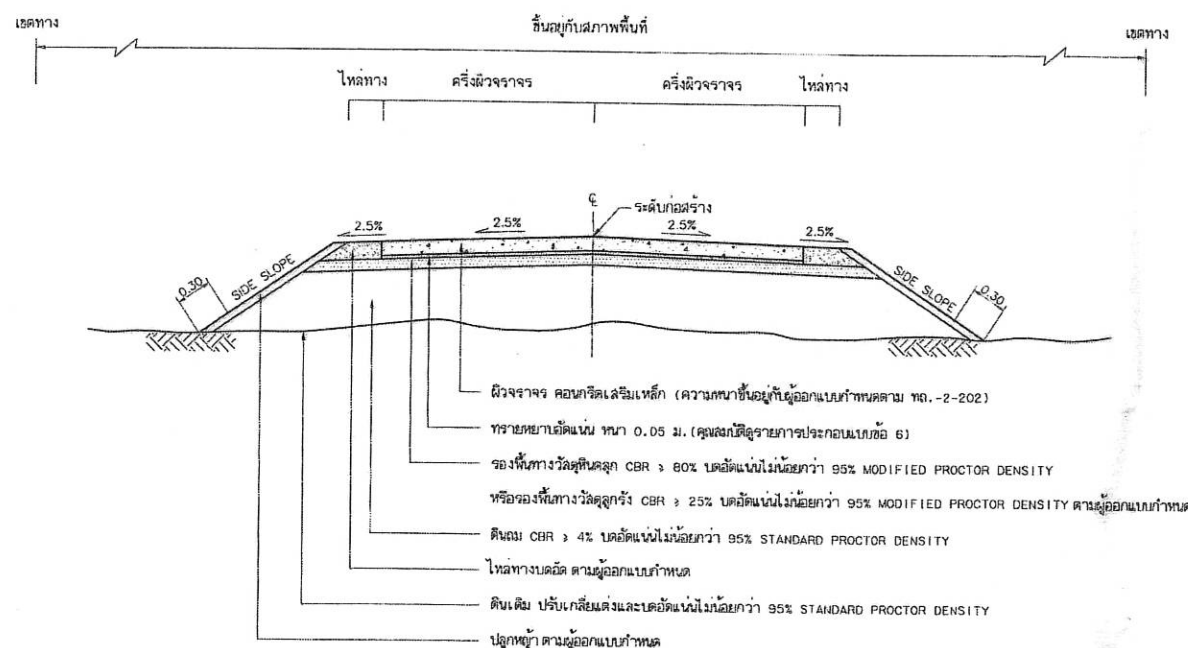 ขึ้นอยู่กับสภาพพื้นที่
เขตทาง
เขตทาง
ไหล่ทาง
ครึ่งผิวจราจร
ครึ่งผิวจราจร
ไหล่ทาง
℄
ระดับก่อสร้าง
2.5%
2.5%
2.5%
2.5%
0.30
SIDE SLOPE
SIDE SLOPE
0.30
ผิวจราจร คอนกรีตเสริมเหล็ก (ความหนาขึ้นอยู่กับผู้ออกแบบกำหนดตาม ทถ.-2-202)
ทรายหยาบอัดแน่น หนา 0.05 ม. (คุณสมบัติดูรายการประกอบแบบข้อ 6)
รองพื้นทางวัสดุหินคลุก CBR ≥ 80% บดอัดแน่นไม่น้อยกว่า 95% MODIFIED PROCTOR DENSITY
หรือรองพื้นทางวัสดุลูกรัง CBR ≥ 25% บดอัดแน่นไม่น้อยกว่า 95% MODIFIED PROCTOR DENSITY ตามผู้ออกแบบกำหนด
ดินถม CBR ≥ 4% บดอัดแน่นไม่น้อยกว่า 95% STANDARD PROCTOR DENSITY
ไหล่ทางบดอัด ตามผู้ออกแบบกำหนด
ดินเดิม ปรับเกลี่ยแต่งและบดอัดแน่นไม่น้อยกว่า 95% STANDARD PROCTOR DENSITY
ปลูกหญ้า ตามผู้ออกแบบกำหนด